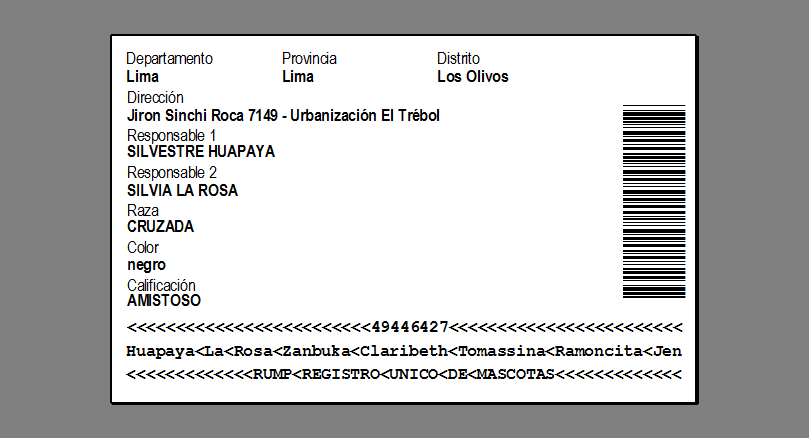 Departamento Provincia Distrito
Lima Lima Los Olivos
Dirección
Jiron Sinchi Roca 7149 - Urbanización El Trébol
Responsable 1
SILVESTRE HUAPAYA
Responsable 2
SILVIA LA ROSA
Raza
CRUZADA
Color
negro
Calificación
AMISTOSO
<<<<<<<<<<<<<<<<<<<<<<<<<49446427<<<<<<<<<<<<<<<<<<<<<<<<
Huapaya<La<Rosa<Zanbuka<Claribeth<Tomassina<Ramoncita<Jen
<<<<<<<<<<<<<RUMP<REGISTRO<UNICO<DE<MASCOTAS<<<<<<<<<<<<<